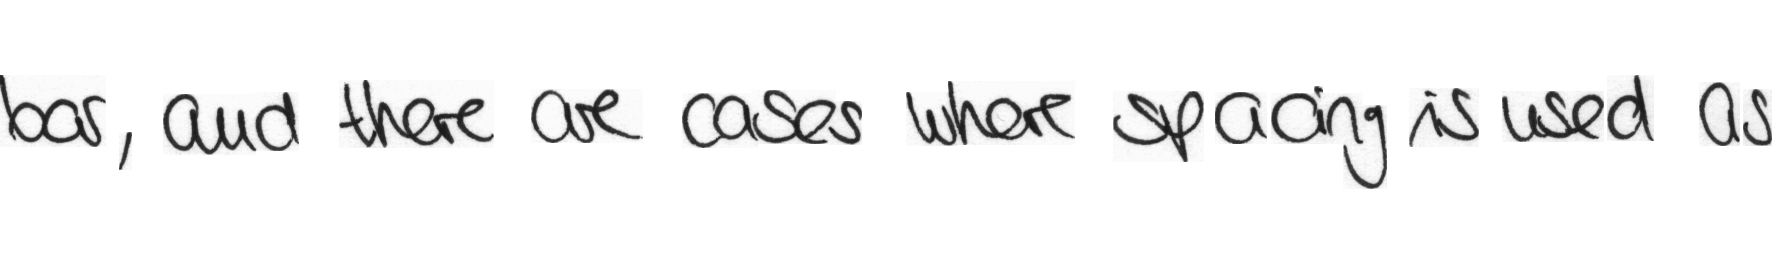 bar, and there are cases where spacing is used as